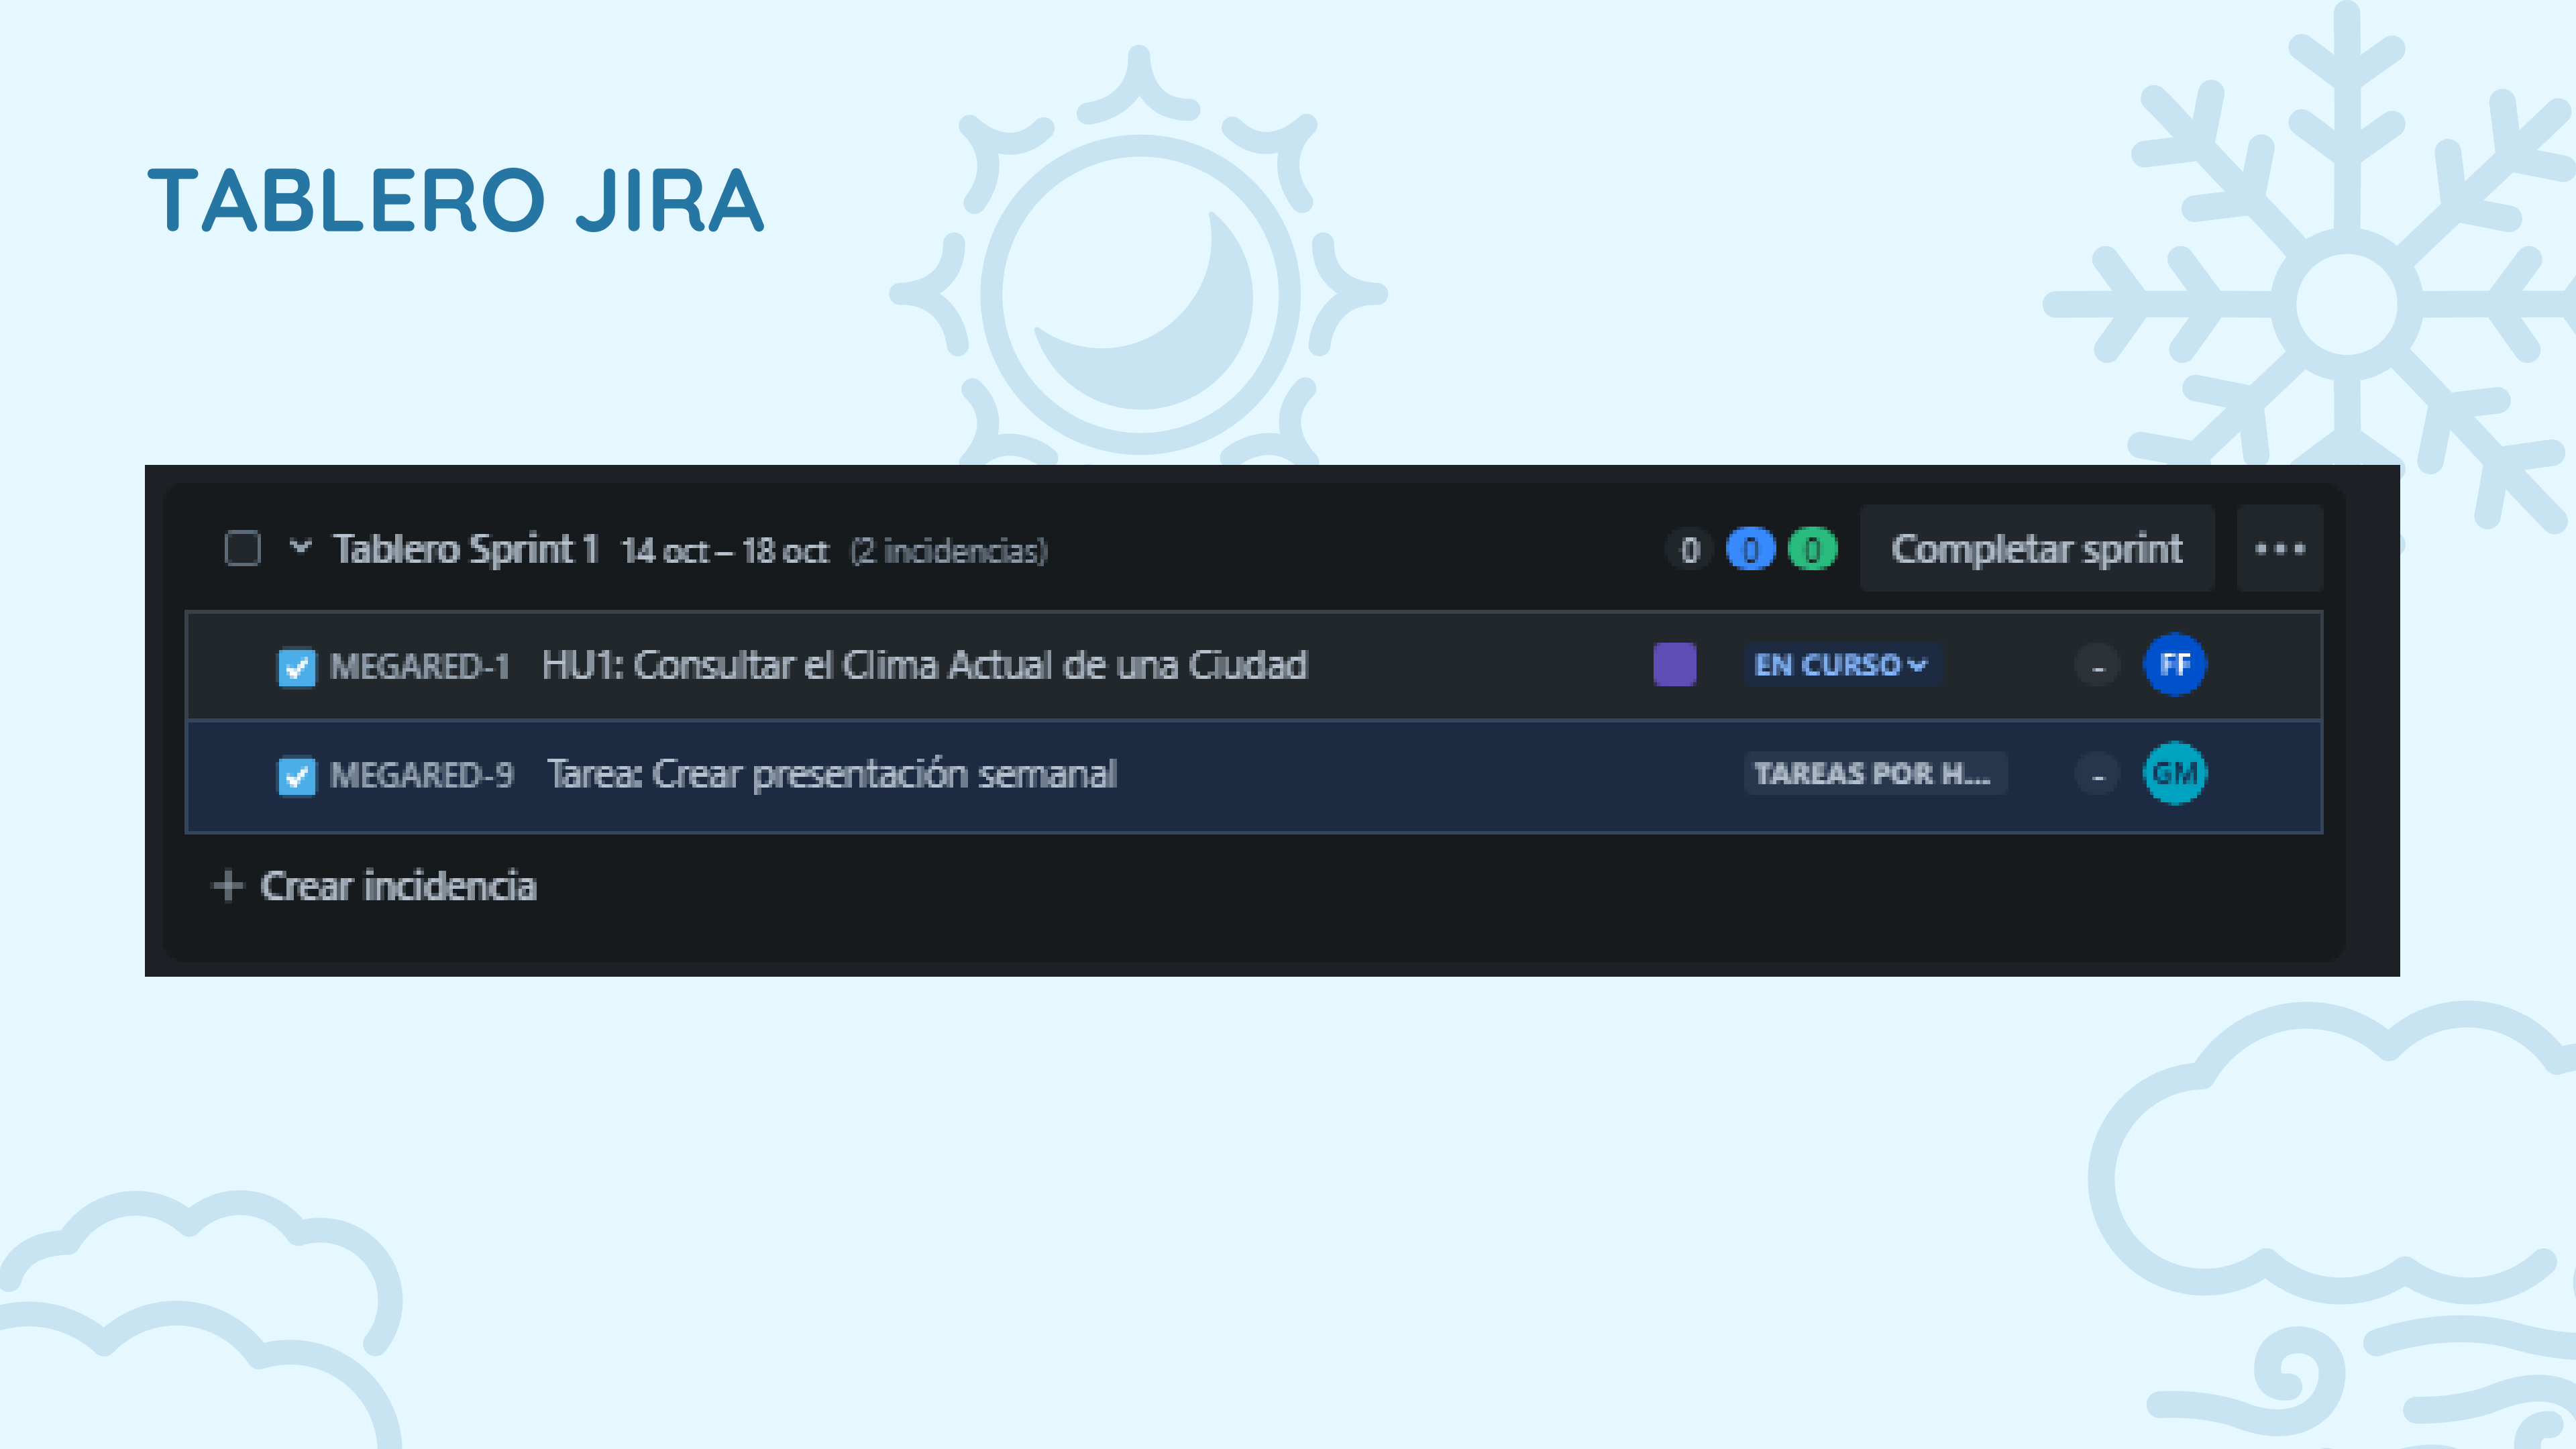 TABLERO JIRA
Tablero Sprint 1 14 oct – 18 oct (2 incidencias) 0 0 0 Completar sprint ...
MEGARED-1 HU1: Consultar el Clima Actual de una Ciudad EN CURSO - FF
MEGARED-9 Tarea: Crear presentación semanal TAREAS POR H... - GM
+ Crear incidencia